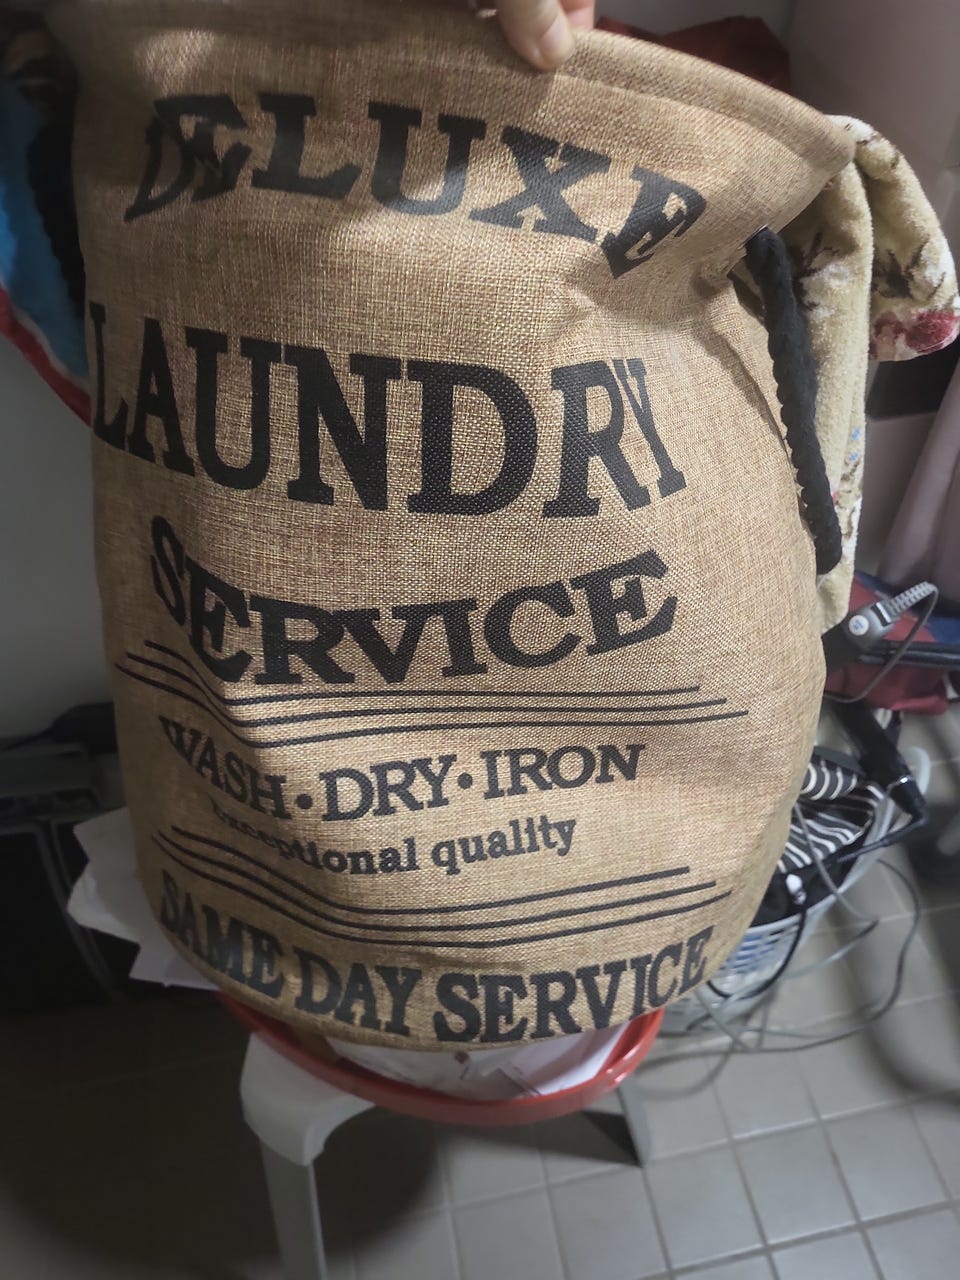 DELUXE
LAUNDRY
SERVICE
WASH·DRY·IRON
exceptional quality
SAME DAY SERVICE